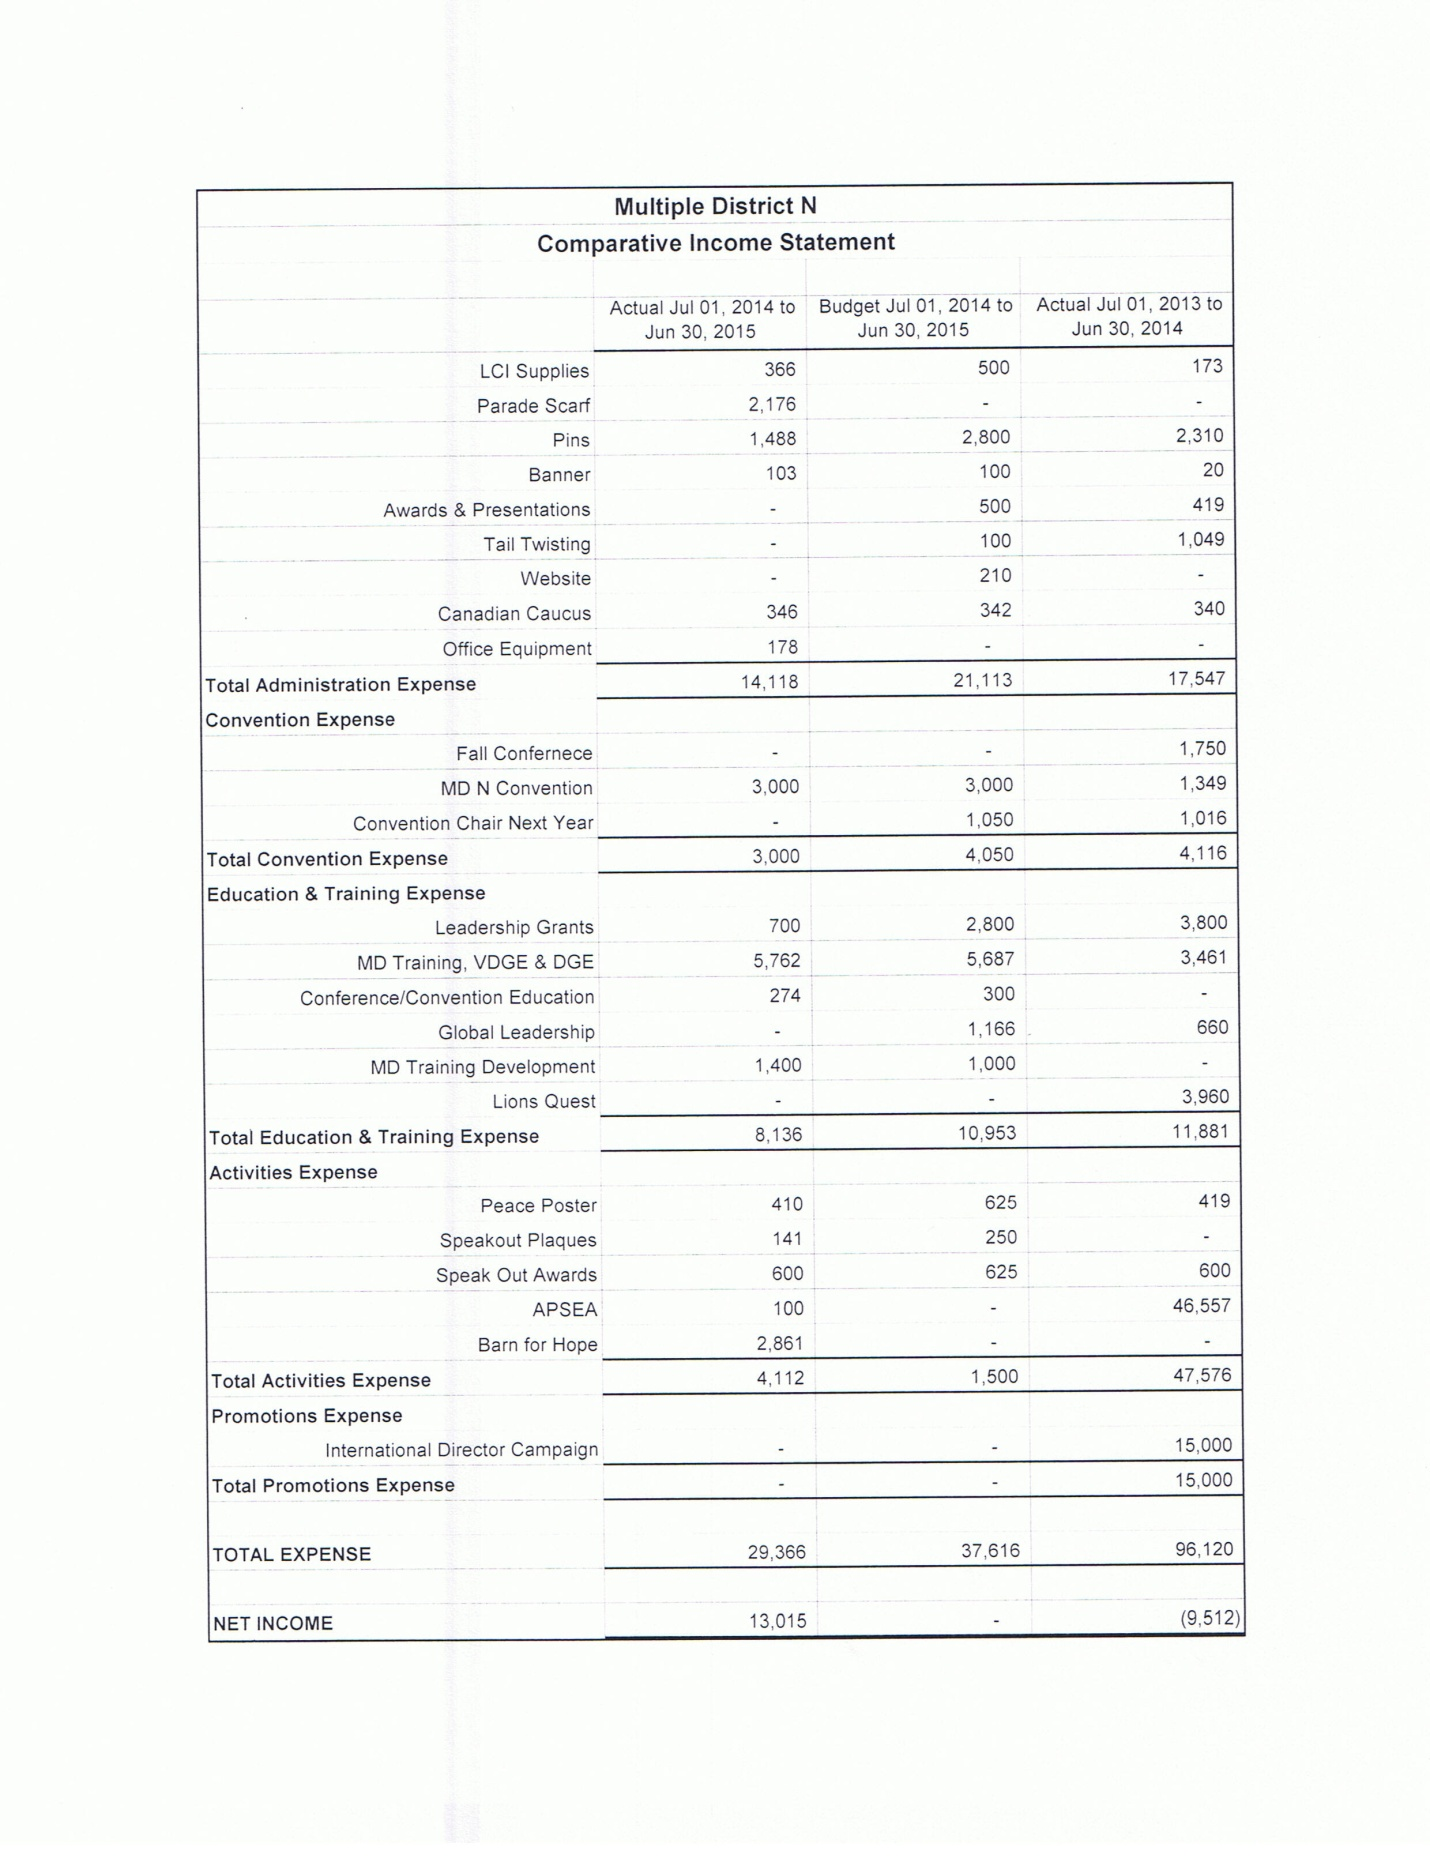 Multiple District N
Comparative Income Statement
Actual Jul 01, 2014 to Jun 30, 2015 Budget Jul 01, 2014 to Jun 30, 2015 Actual Jul 01, 2013 to Jun 30, 2014
LCI Supplies 366 500 173
Parade Scarf 2,176 - -
Pins 1,488 2,800 2,310
Banner 103 100 20
Awards & Presentations - 500 419
Tail Twisting - 100 1,049
Website - 210 -
Canadian Caucus 346 342 340
Office Equipment 178 - -
Total Administration Expense 14,118 21,113 17,547
Convention Expense
Fall Confernece - - 1,750
MD N Convention 3,000 3,000 1,349
Convention Chair Next Year - 1,050 1,016
Total Convention Expense 3,000 4,050 4,116
Education & Training Expense
Leadership Grants 700 2,800 3,800
MD Training, VDGE & DGE 5,762 5,687 3,461
Conference/Convention Education 274 300 -
Global Leadership - 1,166 660
MD Training Development 1,400 1,000 -
Lions Quest - - 3,960
Total Education & Training Expense 8,136 10,953 11,881
Activities Expense
Peace Poster 410 625 419
Speakout Plaques 141 250 -
Speak Out Awards 600 625 600
APSEA 100 - 46,557
Barn for Hope 2,861 - -
Total Activities Expense 4,112 1,500 47,576
Promotions Expense
International Director Campaign - - 15,000
Total Promotions Expense - - 15,000
TOTAL EXPENSE 29,366 37,616 96,120
NET INCOME 13,015 - (9,512)